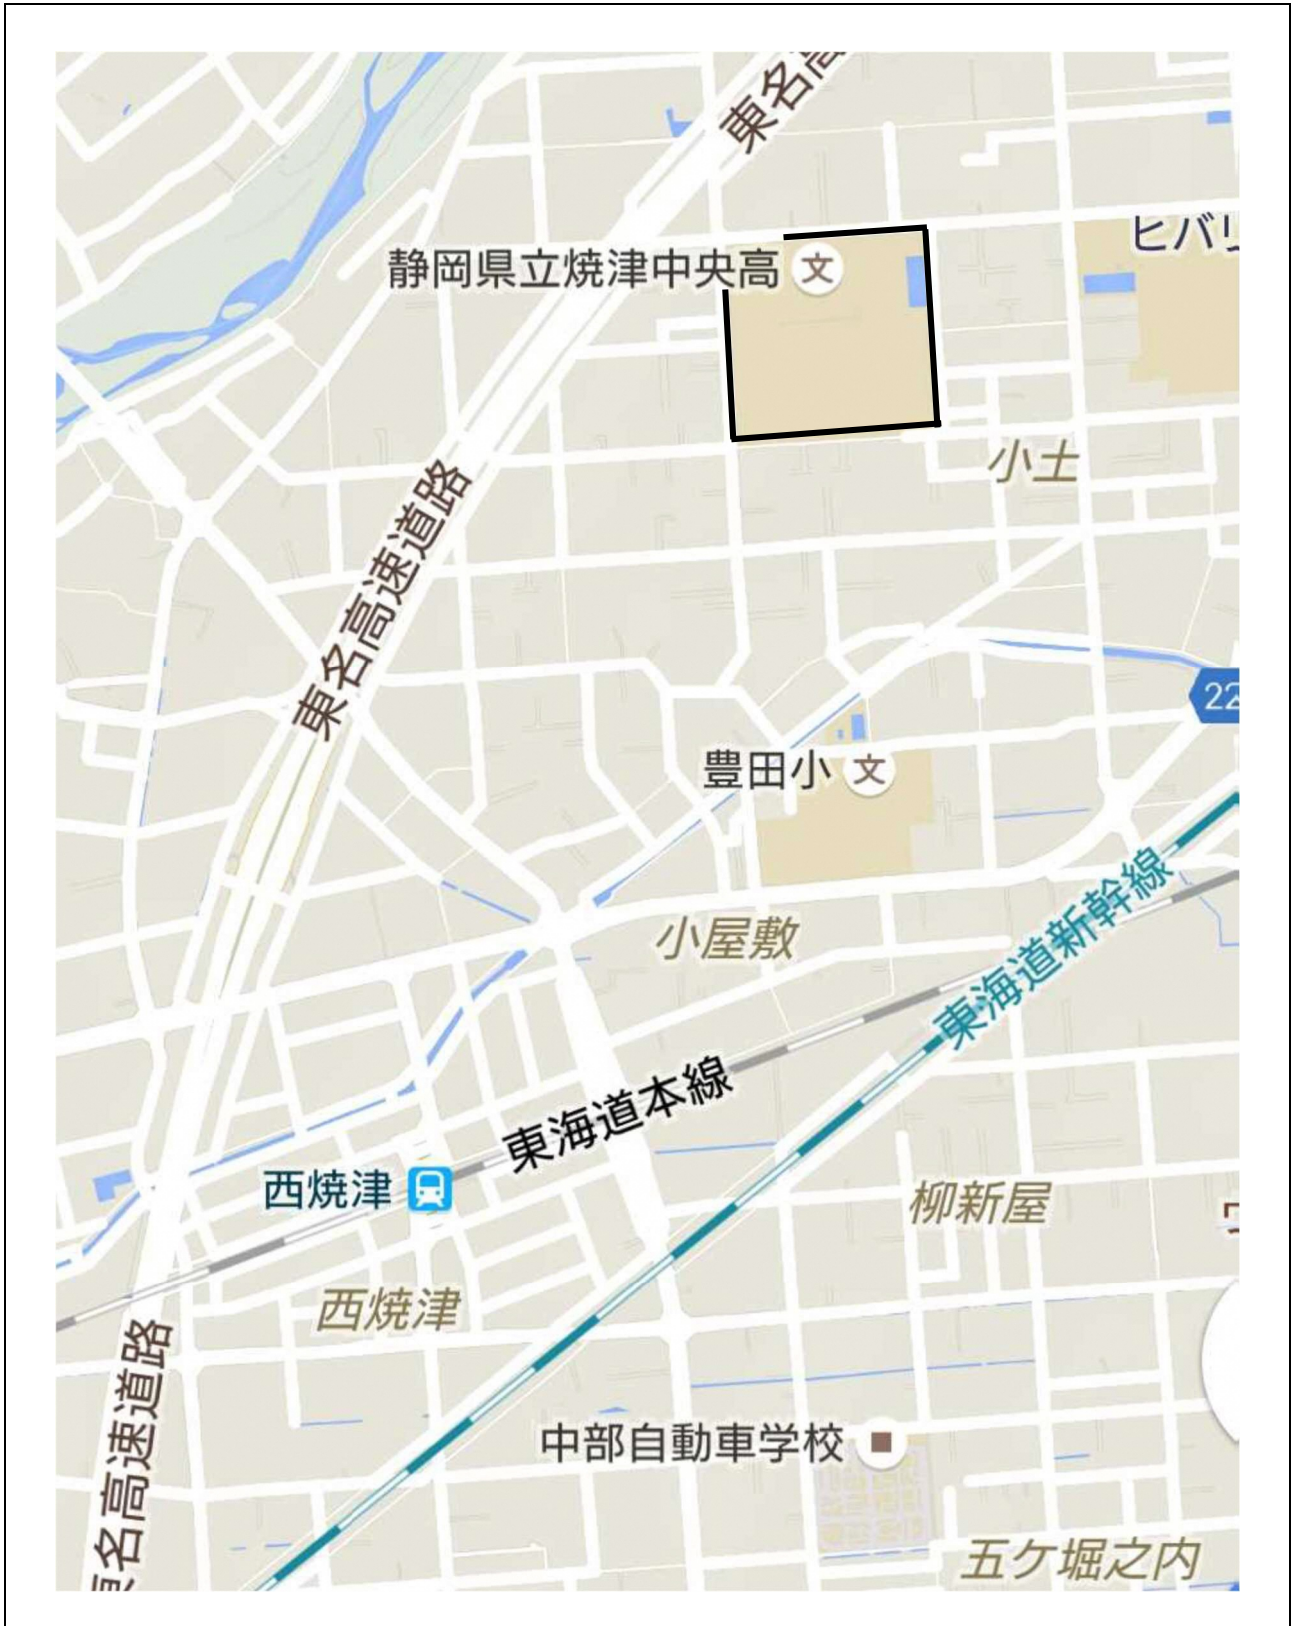 東名高
ヒバリ
静岡県立焼津中央高
文
小土
東名高速道路
22
豊田小
文
小屋敷
東海道新幹線
東海道本線
西焼津
柳新屋
西焼津
東名高速道路
中部自動車学校
五ケ堀之内